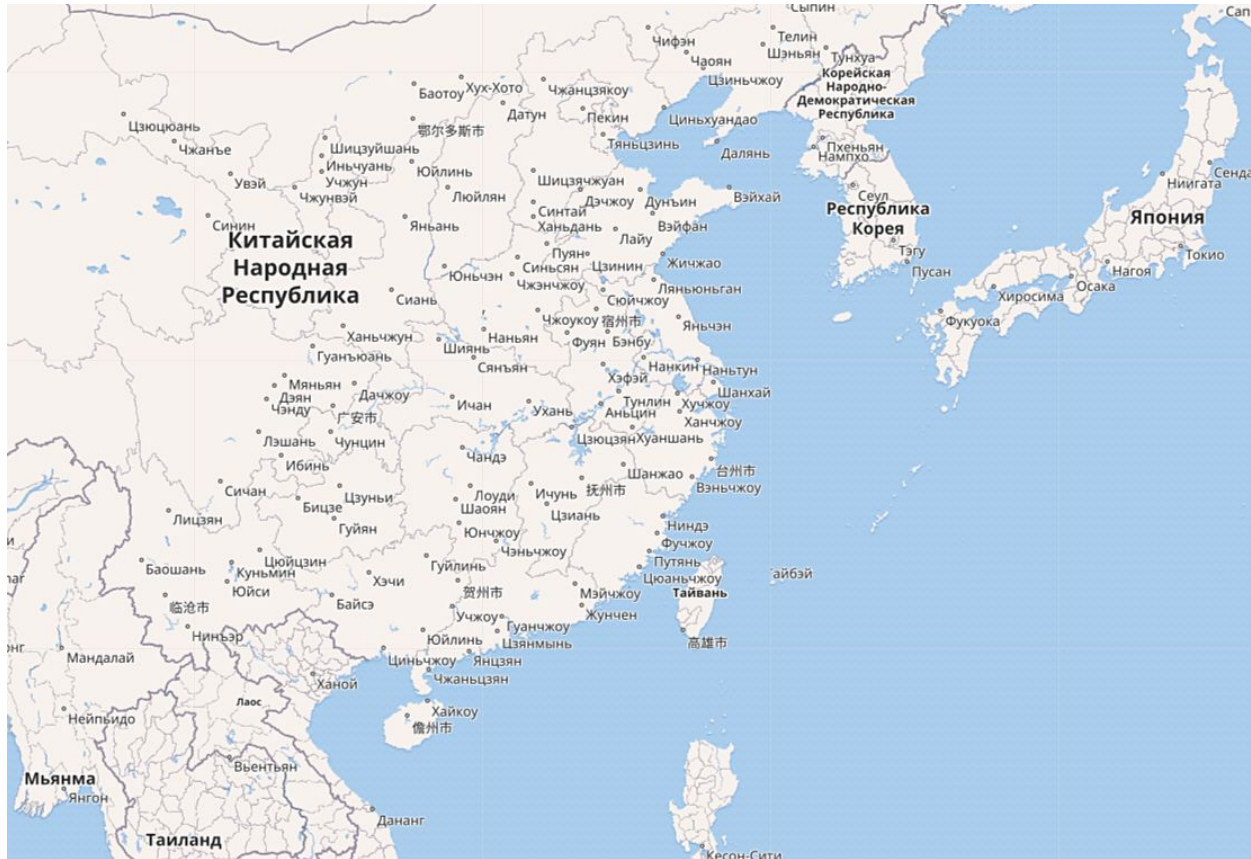 Сыпин
Сап
Чифэн
Телин
Шэньян
Чаоян
Тунхуа
Цзиньчжоу
Корейская
Народно-
Демократическая
Республика
Баотоу
Хух-Хото
Чжанцзякоу
Датун
Пекин
Циньхуандао
Цзюцюань
鄂尔多斯市
Тяньцзинь
Далянь
Пхеньян
Нампхо
Чжанъе
Шицзуйшань
Иньчуань
Юйлинь
Увэй
Учжун
Чжунвэй
Люйлян
Шицзячжуан
Дэчжоу
Дунъин
Вэйхай
Сеул
Ниигата
Сенда
Синин
Яньань
Синтай
Ханьдань
Лайу
Вэйфан
Республика
Корея
Япония
Китайская
Народная
Республика
Пуян
Тэгу
Токио
Юньчэн
Синьсян
Цзинин
Жичжао
Пусан
Нагоя
Чжэнчжоу
Ляньюньган
Осака
Сиань
Сюйчжоу
Хиросима
Чжоукоу
宿州市
Яньчэн
Фукуока
Ханьчжун
Наньян
Фуян
Бэнбу
Гуанъюань
Шиянь
Сянъян
Нанкин
Наньтун
Хэфэй
Мяньян
Дачжоу
Дэян
Шанхай
Чэнду
Ичан
Ухань
Тунлин
Хучжоу
广安市
Аньцин
Ханчжоу
Лэшань
Чунцин
Цзюцзян
Хуаншань
Чандэ
Ибинь
Шанжао
台州市
Вэньчжоу
Сичан
Бицзе
Цзуньи
Лоуди
Ичунь
抚州市
Шаоян
Цзиань
Лицзян
Гуйян
Юнчжоу
Ниндэ
Чэньчжоу
Фучжоу
и
Баошань
Цюйцзин
Гуйлинь
Путянь
Куньмин
Хэчи
Тайбэй
Юйси
贺州市
Мэйчжоу
Цюаньчжоу
Тайвань
临沧市
Байсэ
Учжоу
Жунчен
Гуанчжоу
Нинъэр
Юйлинь
Цзянмынь
高雄市
онг
Мандалай
Циньчжоу
Янцзян
Чжаньцзян
Ханой
Лаос
Нейпьидо
Хайкоу
儋州市
Вьентьян
Мьянма
Янгон
Дананг
Таиланд
Кесон-Сити